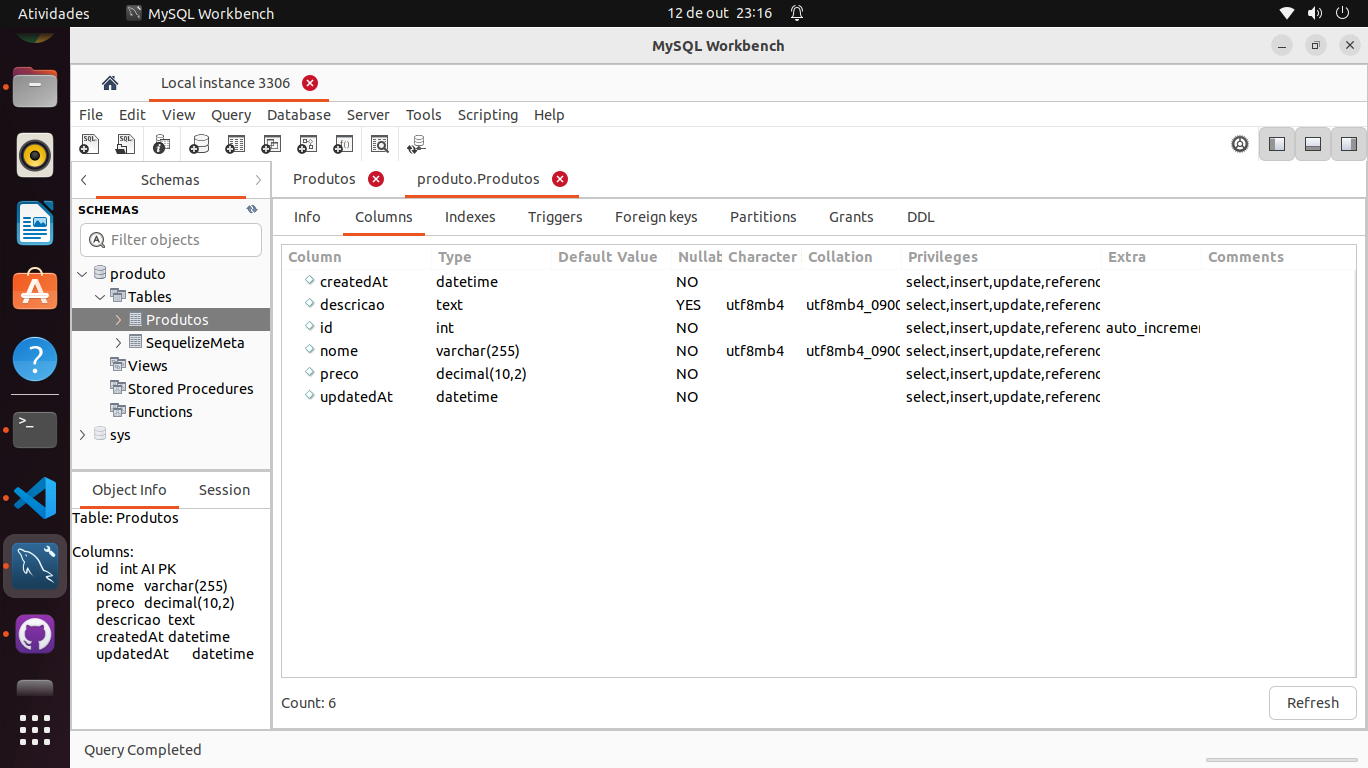 Atividades MySQL Workbench 12 de out 23:16
MySQL Workbench
Local instance 3306
File Edit View Query Database Server Tools Scripting Help
Schemas
SCHEMAS
Filter objects
produto
Tables
Produtos
SequelizeMeta
Views
Stored Procedures
Functions
sys
Object Info Session
Table: Produtos
Columns:
id int AI PK
nome varchar(255)
preco decimal(10,2)
descricao text
createdAt datetime
updatedAt datetime
Produtos produto.Produtos
Info Columns Indexes Triggers Foreign keys Partitions Grants DDL
Column Type Default Value Nullab Character Collation Privileges Extra Comments
createdAt datetime NO select,insert,update,referenc
descricao text YES utf8mb4 utf8mb4_0900 select,insert,update,referenc
id int NO select,insert,update,referenc auto_incremen
nome varchar(255) NO utf8mb4 utf8mb4_0900 select,insert,update,referenc
preco decimal(10,2) NO select,insert,update,referenc
updatedAt datetime NO select,insert,update,referenc
Count: 6
Refresh
Query Completed